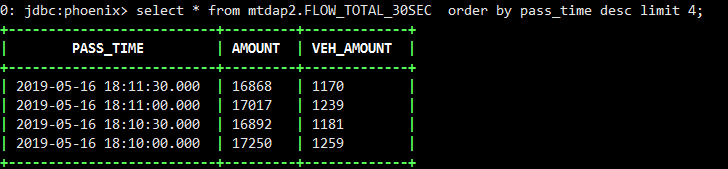 0: jdbc:phoenix> select * from mtdap2.FLOW_TOTAL_30SEC  order by pass_time desc limit 4;
+--------------------------+---------+-------------+
|        PASS_TIME         | AMOUNT  | VEH_AMOUNT  |
+--------------------------+---------+-------------+
| 2019-05-16 18:11:30.000  | 16868   | 1170        |
| 2019-05-16 18:11:00.000  | 17017   | 1239        |
| 2019-05-16 18:10:30.000  | 16892   | 1181        |
| 2019-05-16 18:10:00.000  | 17250   | 1259        |
+--------------------------+---------+-------------+